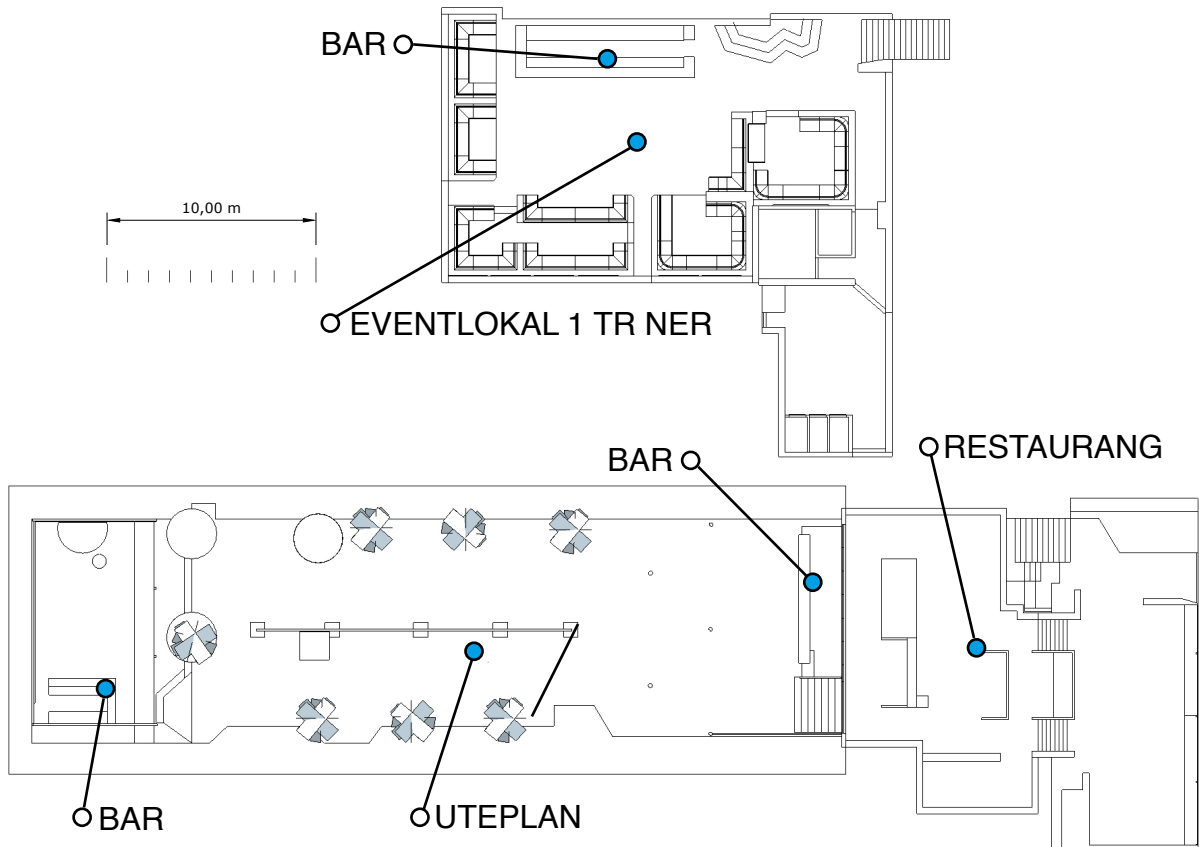 BAR
10,00 m
EVENTLOKAL 1 TR NER
BAR
RESTAURANG
BAR
UTEPLAN